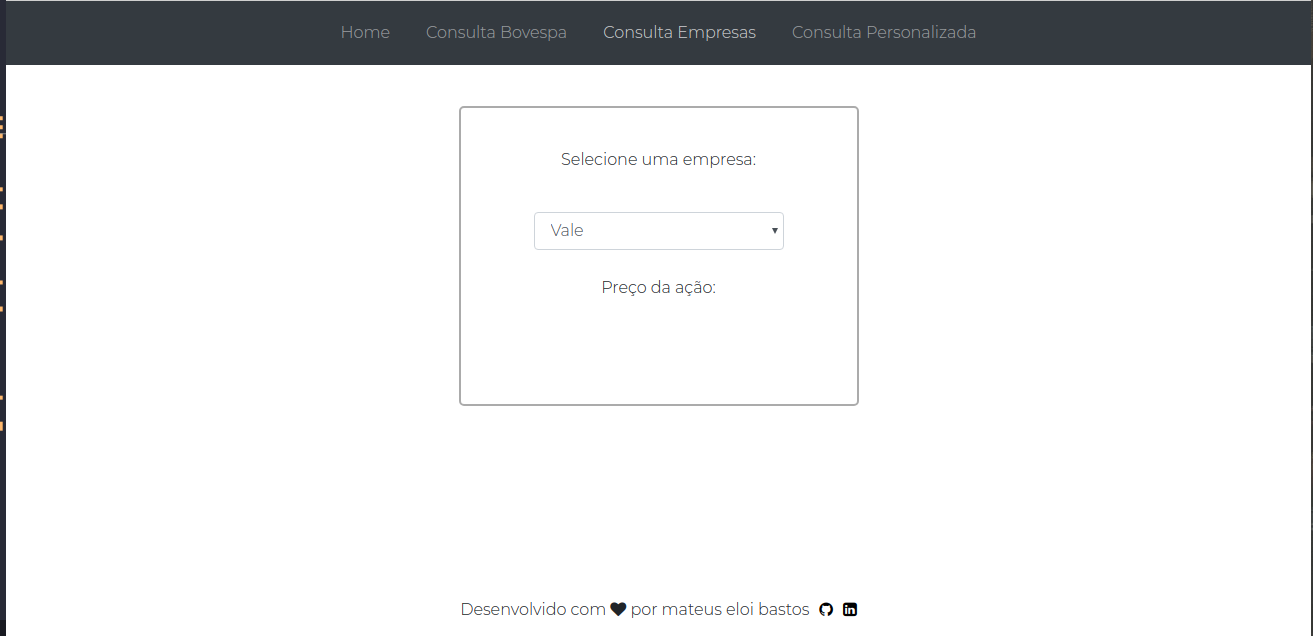 Home Consulta Bovespa Consulta Empresas Consulta Personalizada
Selecione uma empresa:
Vale
Preço da ação:
Desenvolvido com por mateus eloi bastos